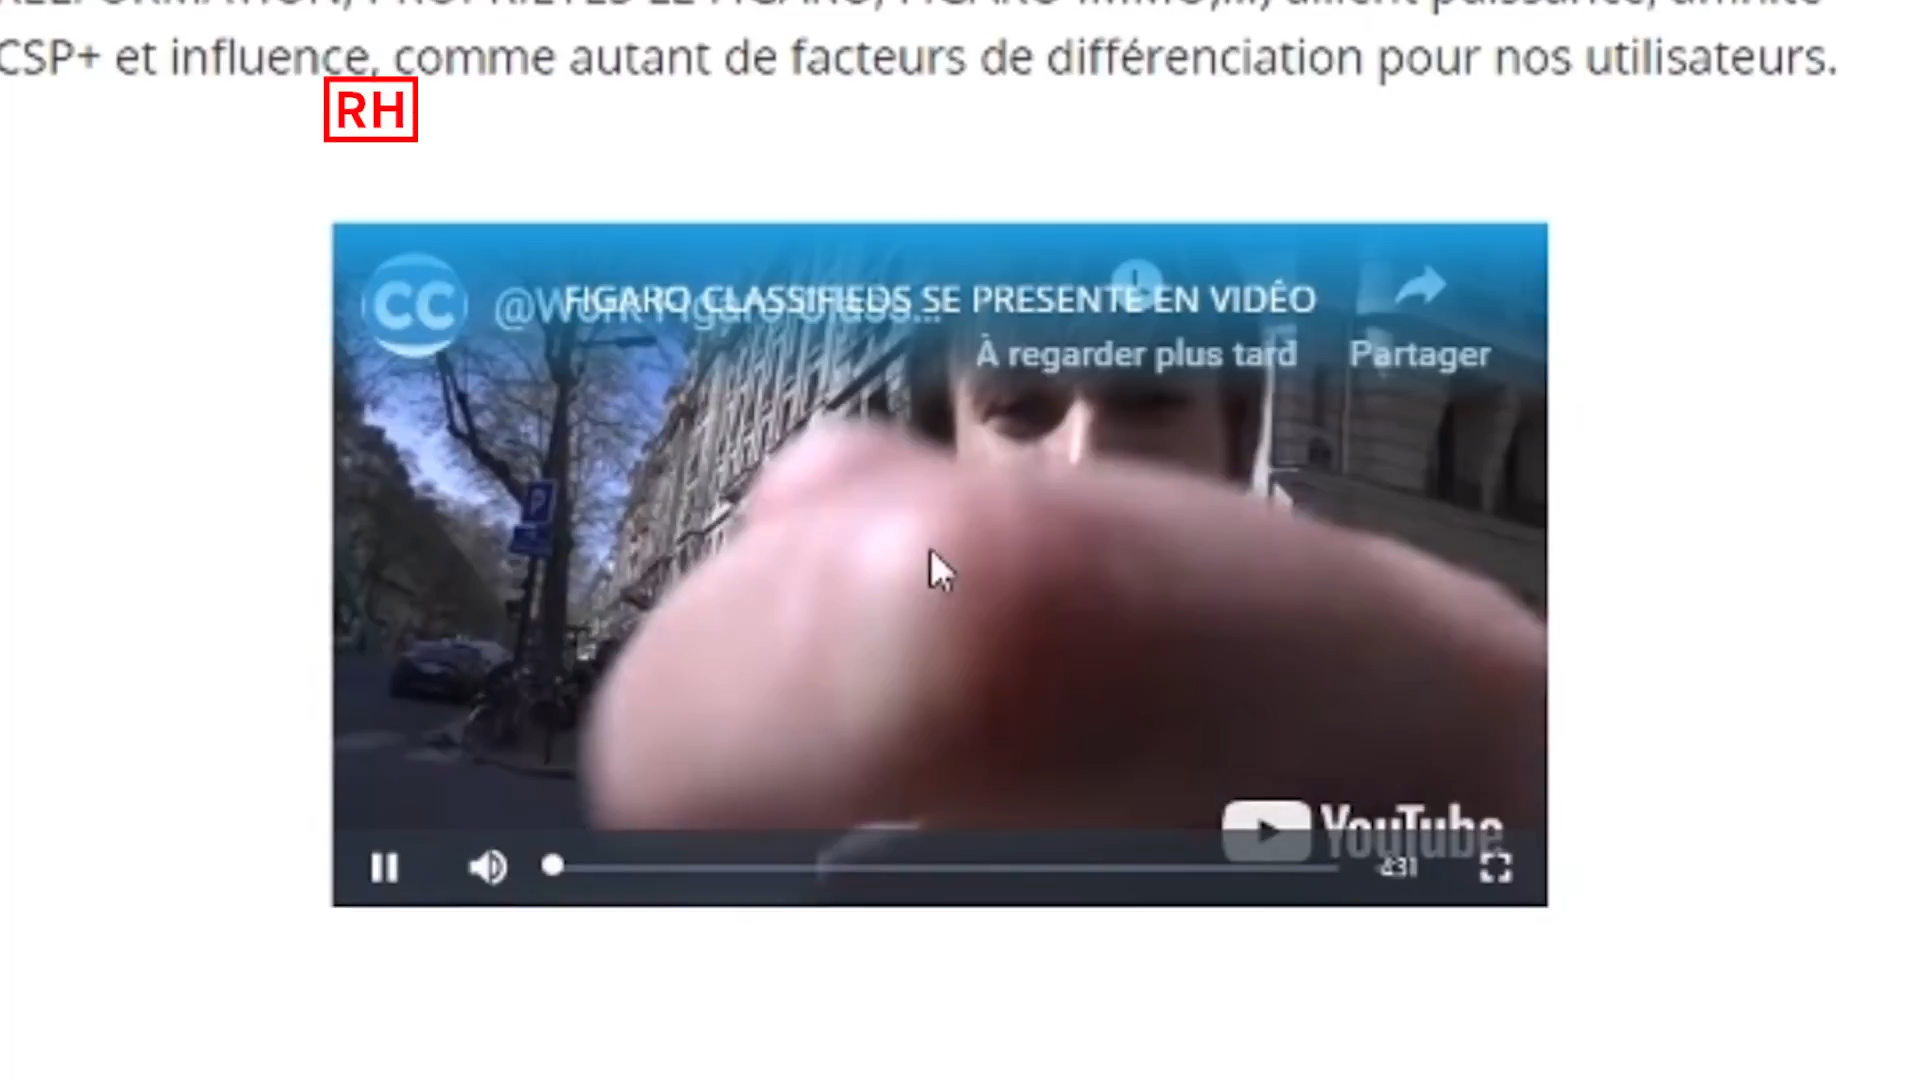 CSP+ et influence, comme autant de facteurs de différenciation pour nos utilisateurs.
RH
CC
FIGARO CLASSIFIEDS SE PRESENTE EN VIDÉO
À regarder plus tard Partager
P
YouTube
-4:31